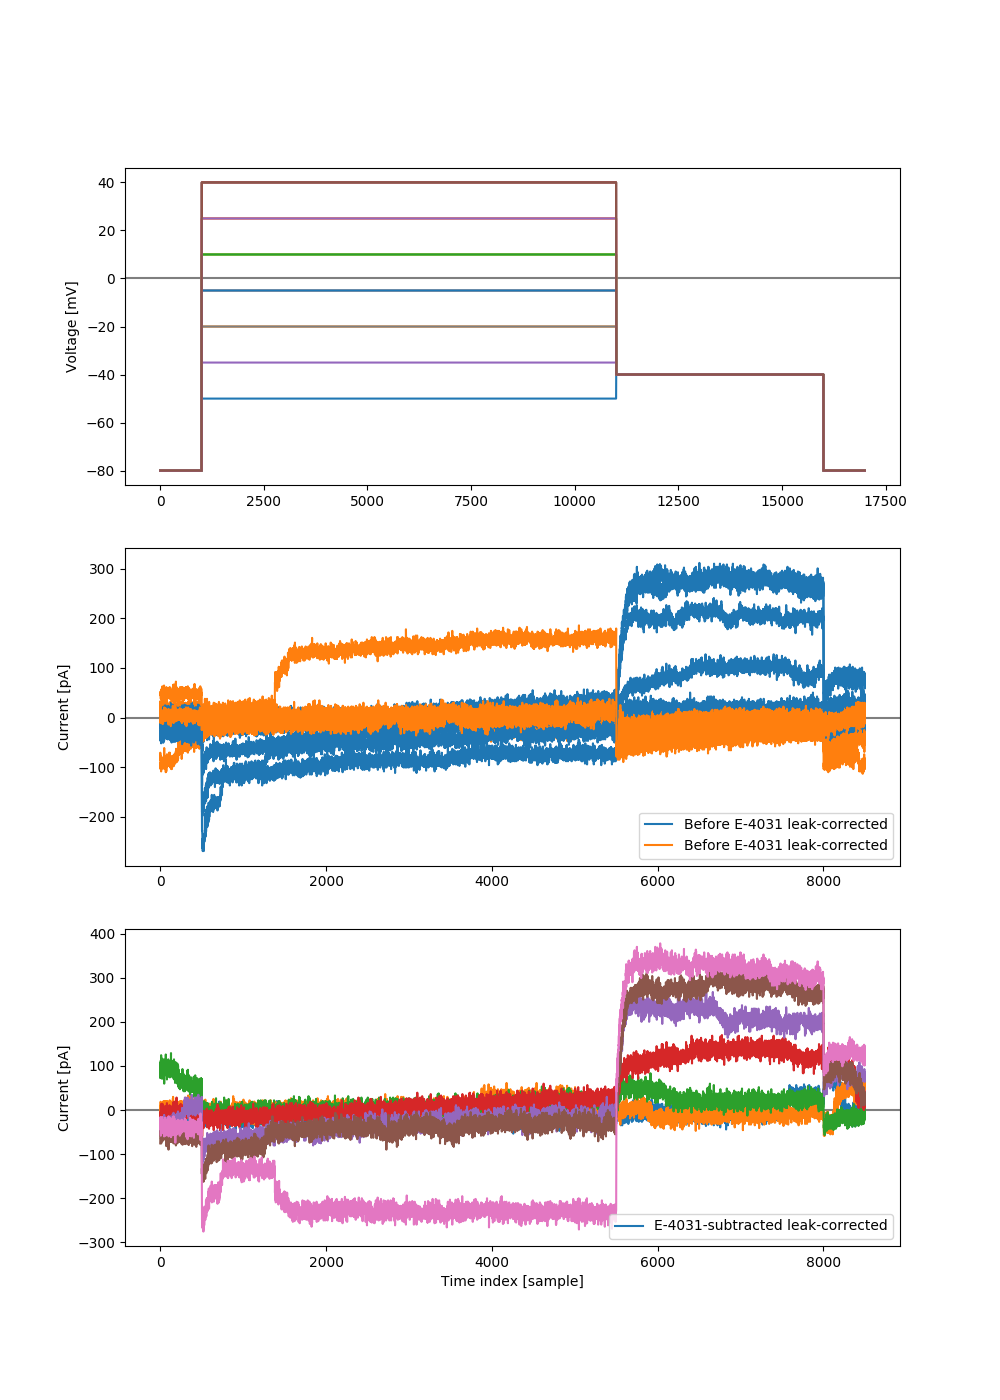 40
20
0
−20
−40
−60
−80
Voltage [mV]
0 2500 5000 7500 10000 12500 15000 17500
300
200
100
0
−100
−200
Current [pA]
Before E-4031 leak-corrected
Before E-4031 leak-corrected
0 2000 4000 6000 8000
400
300
200
100
0
−100
−200
−300
Current [pA]
E-4031-subtracted leak-corrected
0 2000 4000 6000 8000
Time index [sample]